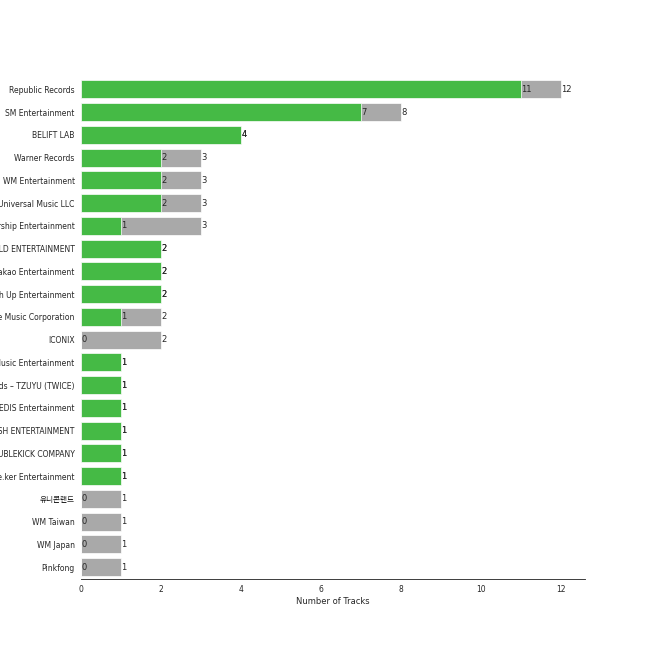 Republic Records 11 12
SM Entertainment 7 8
BELIFT LAB 4
Warner Records 2 3
WM Entertainment 2 3
Universal Music LLC 2 3
rship Entertainment 1 3
LD ENTERTAINMENT 2
akao Entertainment 2
h Up Entertainment 2
e Music Corporation 1 2
ICONIX 0 2
usic Entertainment 1
ds – TZUYU (TWICE) 1
EDIS Entertainment 1
SH ENTERTAINMENT 1
UBLEKICK COMPANY 1
e.ker Entertainment 1
유니콘랜드 0 1
WM Taiwan 0 1
WM Japan 0 1
Pinkfong 0 1
0 2 4 6 8 10 12
Number of Tracks